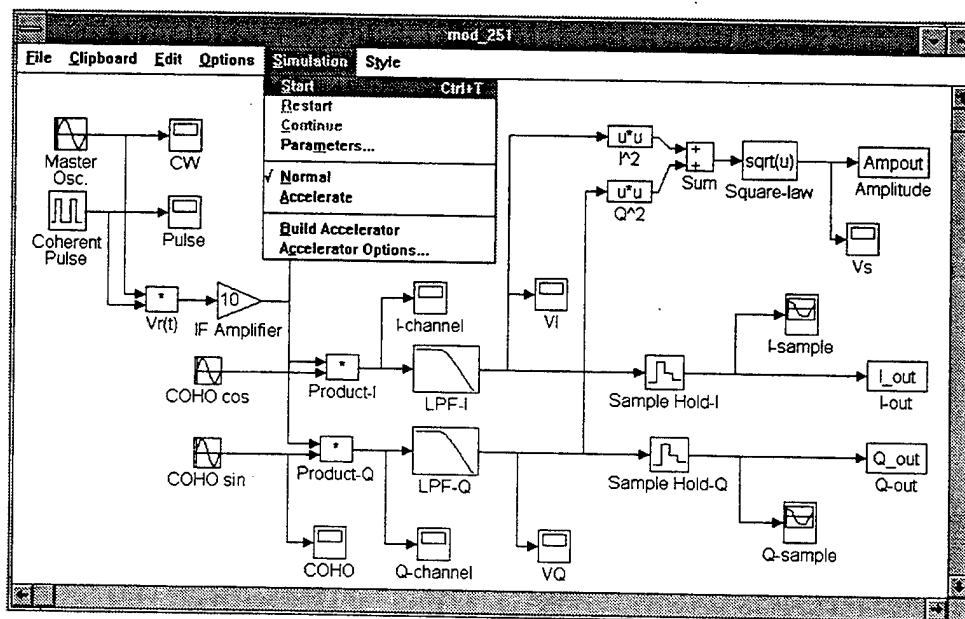 mod_251
File Clipboard Edit Options Simulation Style
Start Ctrl+T
Restart
Continue
Parameters...
√ Normal
Accelerate
Build Accelerator
Accelerator Options...
Master
Osc.
CW
Coherent
Pulse
Pulse
*
Vr(t)
10
IF Amplifier
u*u
I^2
u*u
Q^2
+
+
Sum
sqrt(u)
Square-law
Ampout
Amplitude
Vs
I-channel
VI
I-sample
COHO cos
*
Product-I
LPF-I
Sample Hold-I
I_out
I-out
COHO sin
*
Product-Q
LPF-Q
Sample Hold-Q
Q_out
Q-out
COHO
Q-channel
VQ
Q-sample